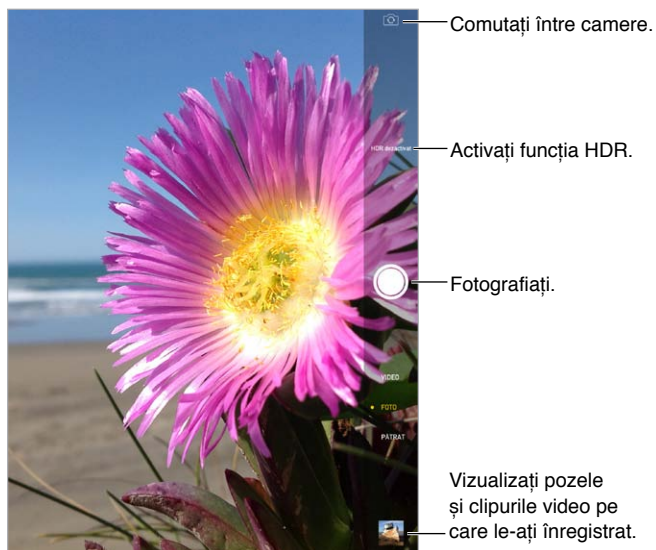 Comutați între camere.
HDR dezactivat
Activați funcția HDR.
Fotografiați.
VIDEO
FOTO
PĂTRAT
Vizualizați pozele
și clipurile video pe
care le-ați înregistrat.